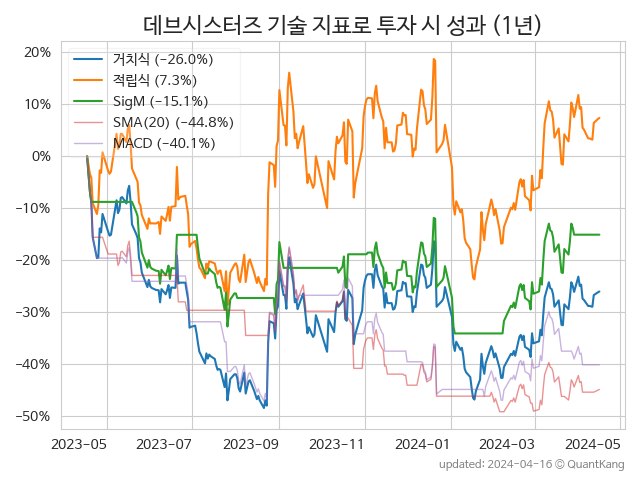 데브시스터즈 기술 지표로 투자 시 성과 (1년)
거치식 (−26.0%)
적립식 (7.3%)
SigM (−15.1%)
SMA(20) (−44.8%)
MACD (−40.1%)
20%
10%
0%
−10%
−20%
−30%
−40%
−50%
2023-05 2023-07 2023-09 2023-11 2024-01 2024-03 2024-05
updated: 2024-04-16 © QuantKang